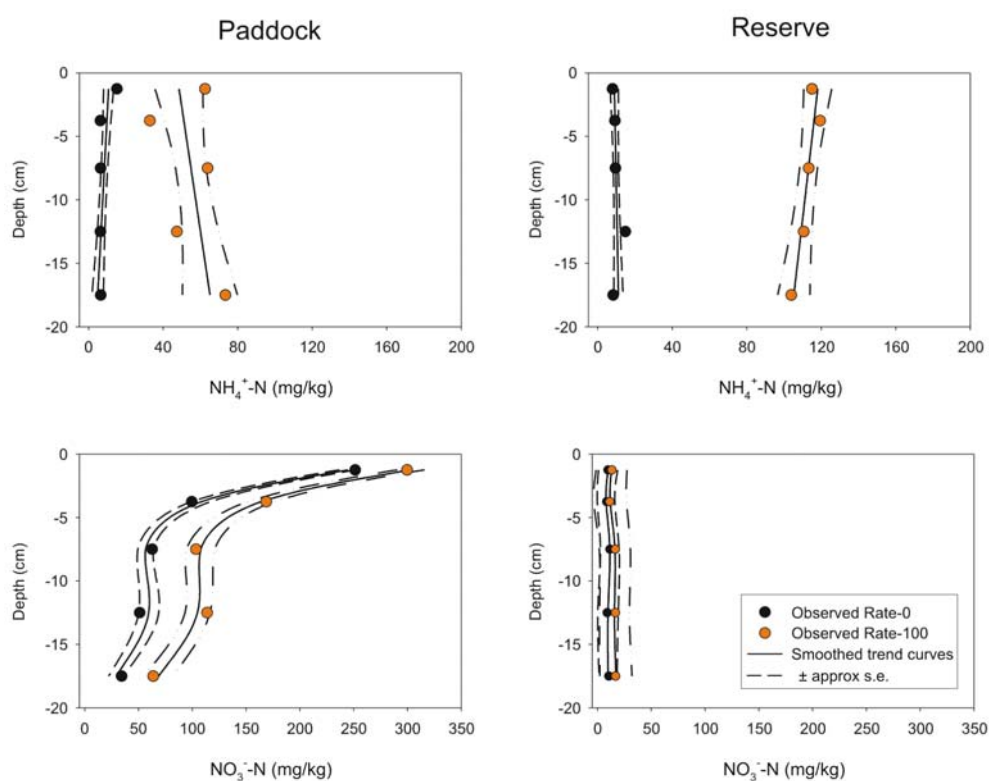 Paddock
Reserve
0
-5
-10
-15
-20
Depth (cm)
0 40 80 120 160 200
NH₄⁺-N (mg/kg)
0
-5
-10
-15
-20
Depth (cm)
0 40 80 120 160 200
NH₄⁺-N (mg/kg)
0
-5
-10
-15
-20
Depth (cm)
0 50 100 150 200 250 300 350
NO₃⁻-N (mg/kg)
0
-5
-10
-15
-20
Depth (cm)
0 50 100 150 200 250 300 350
NO₃⁻-N (mg/kg)
Observed Rate-0
Observed Rate-100
Smoothed trend curves
± approx s.e.